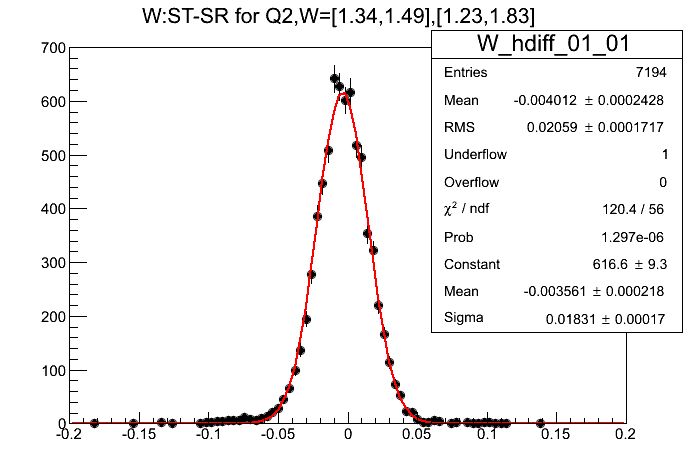 W:ST-SR for Q2,W=[1.34,1.49],[1.23,1.83]
W_hdiff_01_01
Entries 7194
Mean -0.004012 ± 0.0002428
RMS 0.02059 ± 0.0001717
Underflow 1
Overflow 0
χ² / ndf 120.4 / 56
Prob 1.297e-06
Constant 616.6 ± 9.3
Mean -0.003561 ± 0.000218
Sigma 0.01831 ± 0.00017
700
600
500
400
300
200
100
0
-0.2 -0.15 -0.1 -0.05 0 0.05 0.1 0.15 0.2